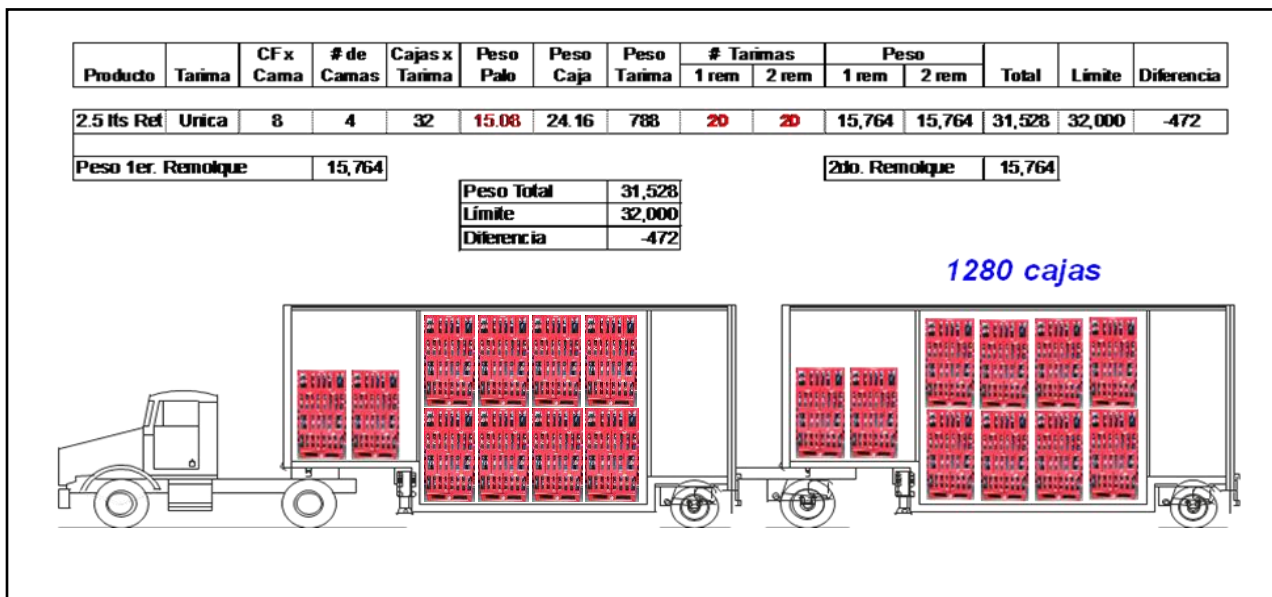 CF x # de Cajas x Peso Peso Peso # Tarimas Peso
Producto Tarima Cama Camas Tarima Palo Caja Tarima 1 rem 2 rem 1 rem 2 rem Total Límite Diferencia
2.5 lts Ret Unica 8 4 32 15.08 24.16 788 20 20 15,764 15,764 31,528 32,000 -472
Peso 1er. Remolque 15,764 2do. Remolque 15,764
Peso Total 31,528
Límite 32,000
Diferencia -472
1280 cajas